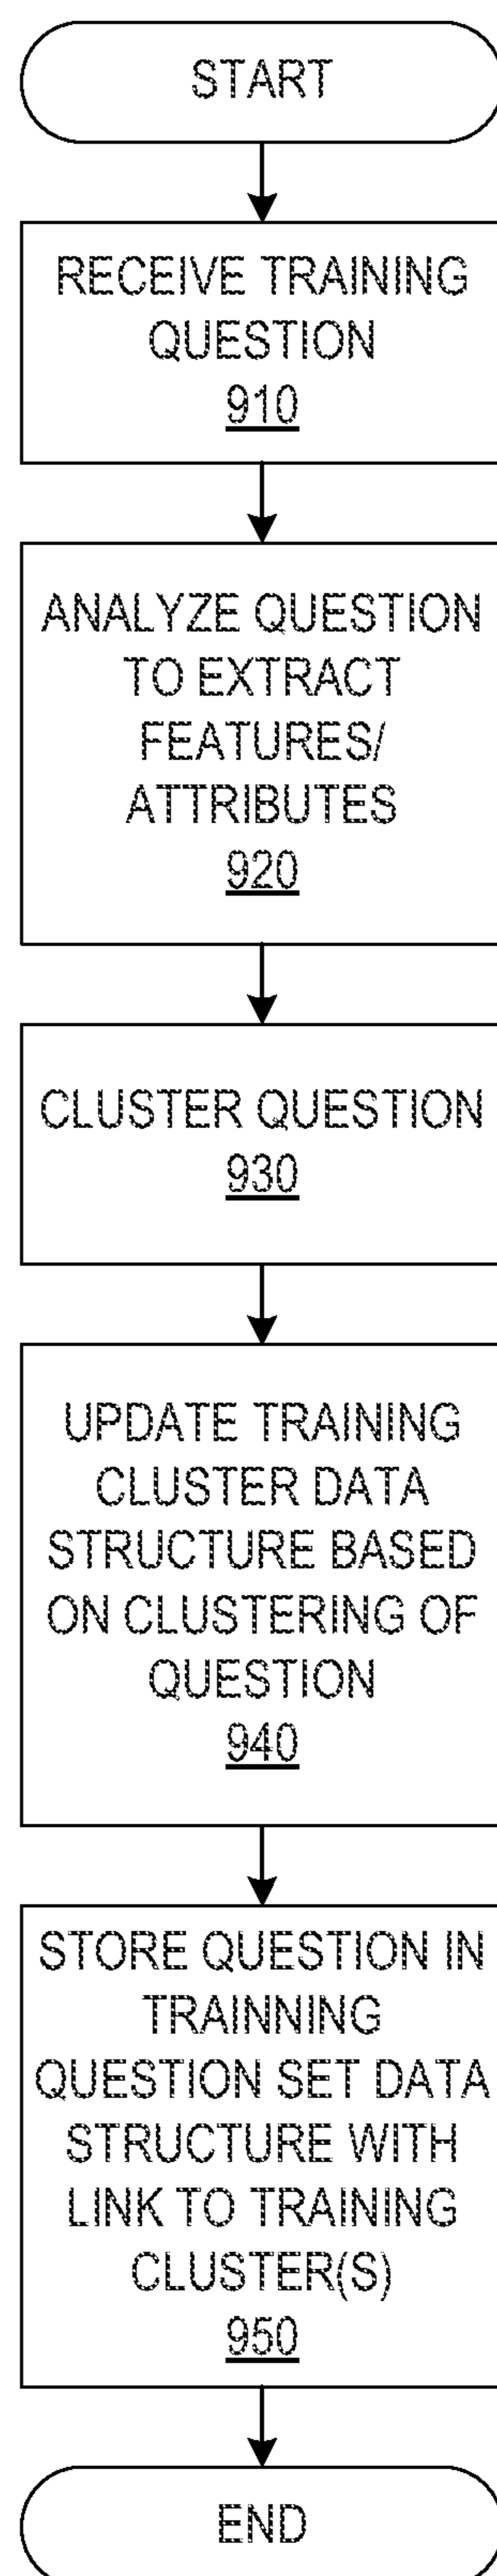 START
RECEIVE TRAINING
QUESTION
910
ANALYZE QUESTION
TO EXTRACT
FEATURES/
ATTRIBUTES
920
CLUSTER QUESTION
930
UPDATE TRAINING
CLUSTER DATA
STRUCTURE BASED
ON CLUSTERING OF
QUESTION
940
STORE QUESTION IN
TRAINNING
QUESTION SET DATA
STRUCTURE WITH
LINK TO TRAINING
CLUSTER(S)
950
END